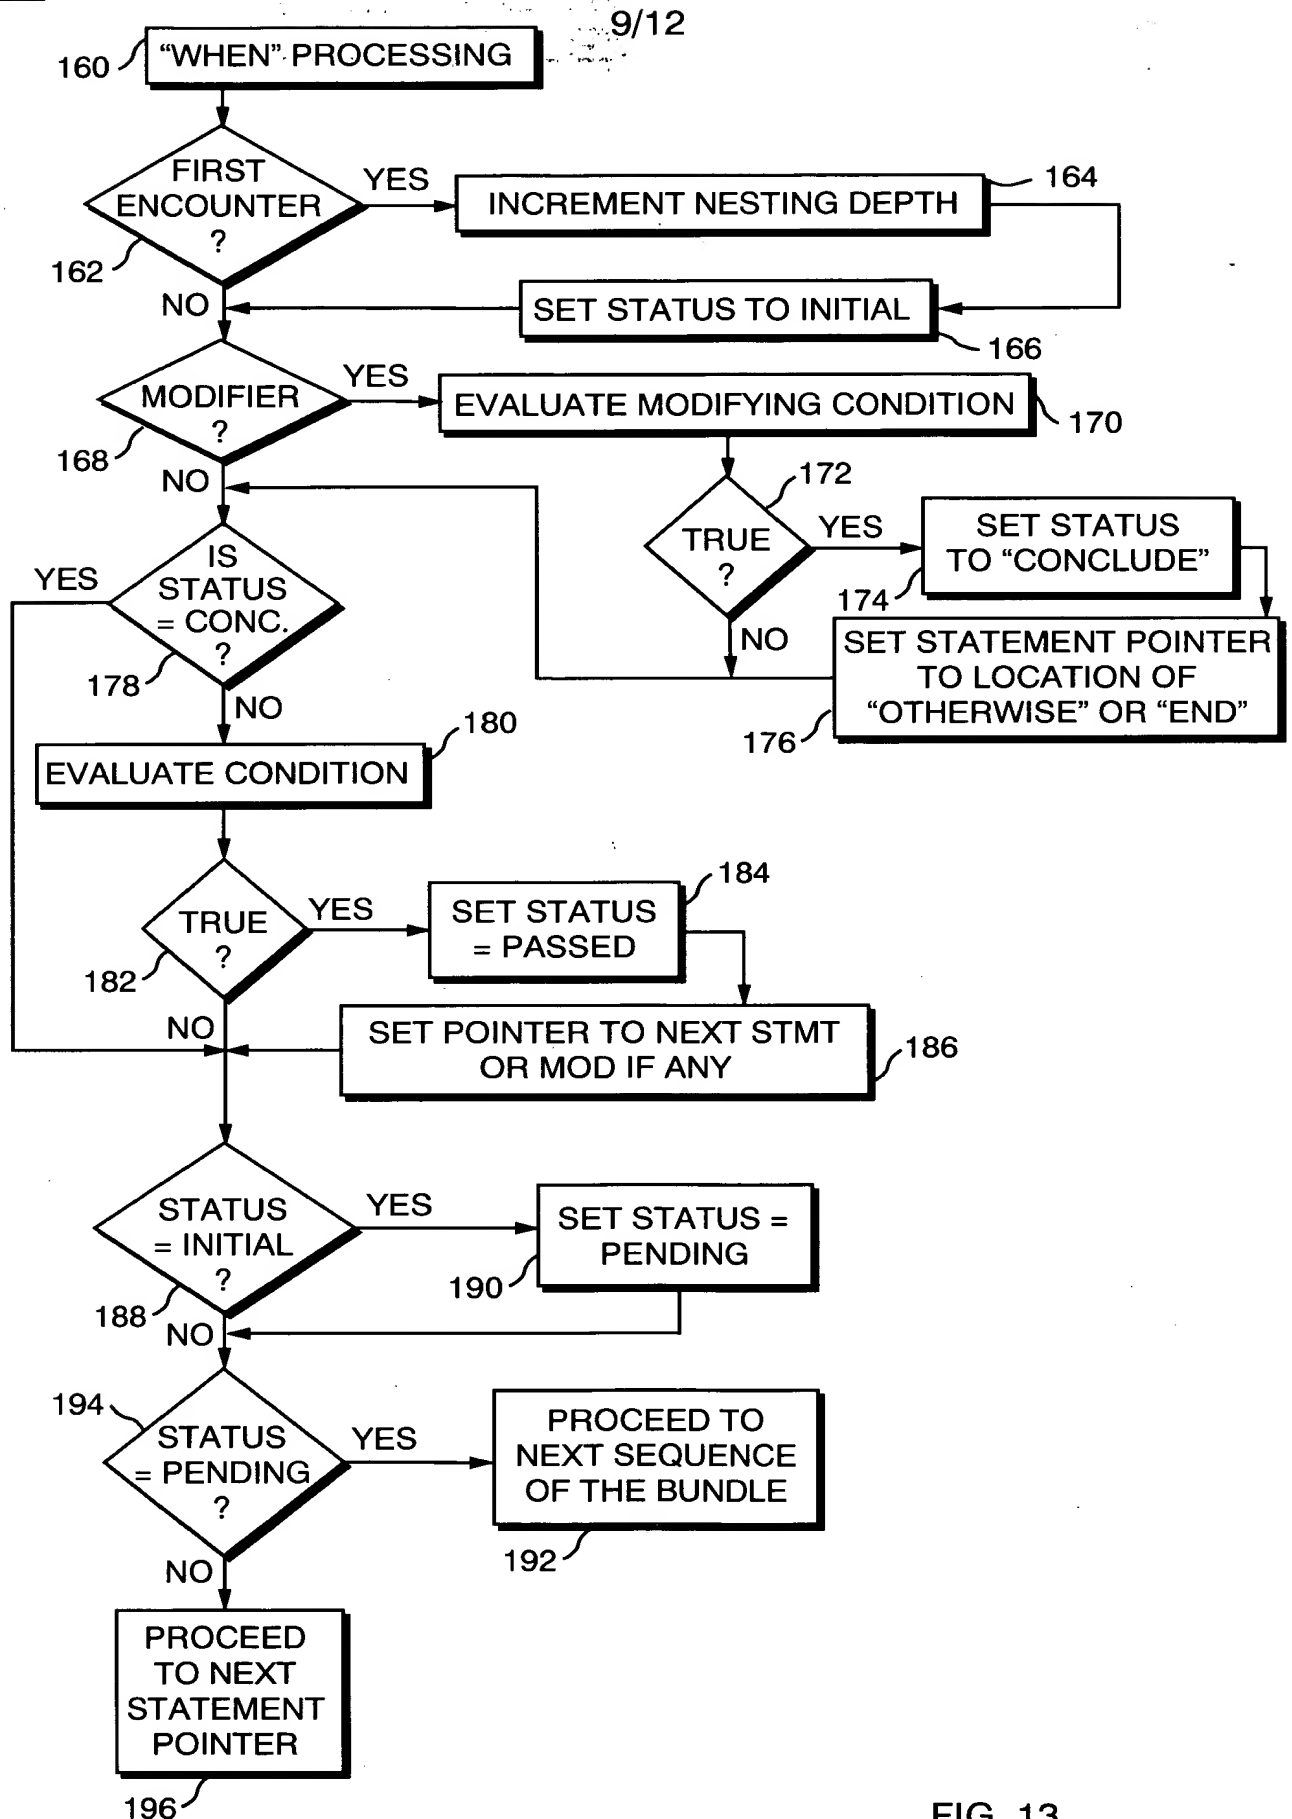 9/12
160
“WHEN” PROCESSING
FIRST
ENCOUNTER
?
162
YES
INCREMENT NESTING DEPTH
164
NO
SET STATUS TO INITIAL
166
MODIFIER
?
168
YES
EVALUATE MODIFYING CONDITION
170
NO
172
TRUE
?
YES
SET STATUS
TO “CONCLUDE”
174
NO
SET STATEMENT POINTER
TO LOCATION OF
“OTHERWISE” OR “END”
176
YES
IS
STATUS
= CONC.
?
178
NO
180
EVALUATE CONDITION
TRUE
?
182
YES
SET STATUS
= PASSED
184
NO
SET POINTER TO NEXT STMT
OR MOD IF ANY
186
STATUS
= INITIAL
?
188
YES
SET STATUS =
PENDING
190
NO
194
STATUS
= PENDING
?
YES
PROCEED TO
NEXT SEQUENCE
OF THE BUNDLE
192
NO
PROCEED
TO NEXT
STATEMENT
POINTER
196
FIG. 13